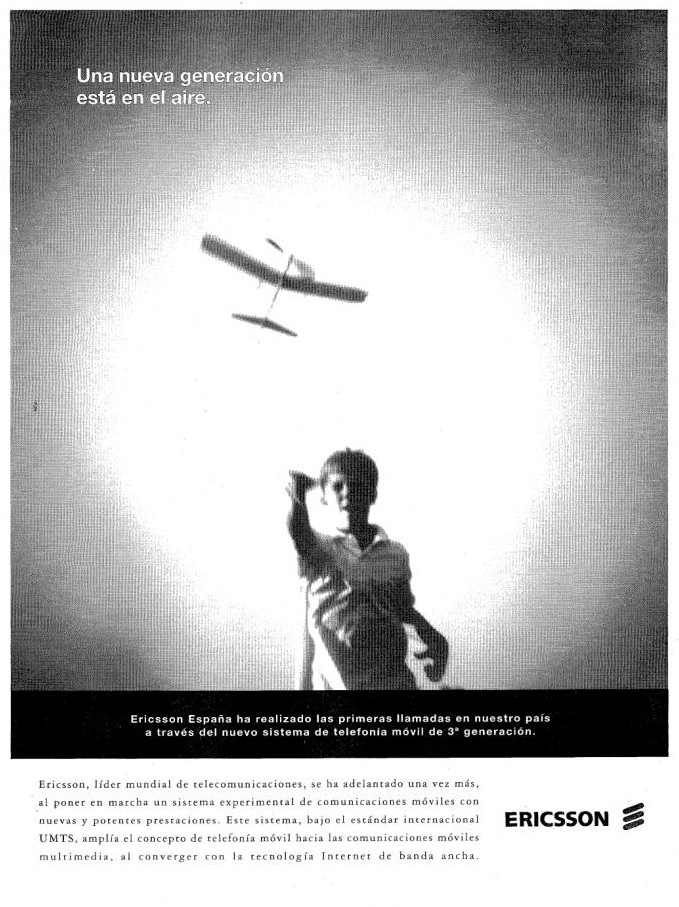 Una nueva generación
está en el aire.
Ericsson España ha realizado las primeras llamadas en nuestro país
a través del nuevo sistema de telefonía móvil de 3ª generación.
Ericsson, líder mundial de telecomunicaciones, se ha adelantado una vez más,
al poner en marcha un sistema experimental de comunicaciones móviles con
nuevas y potentes prestaciones. Este sistema, bajo el estándar internacional
UMTS, amplía el concepto de telefonía móvil hacia las comunicaciones móviles
multimedia, al converger con la tecnología Internet de banda ancha.
ERICSSON